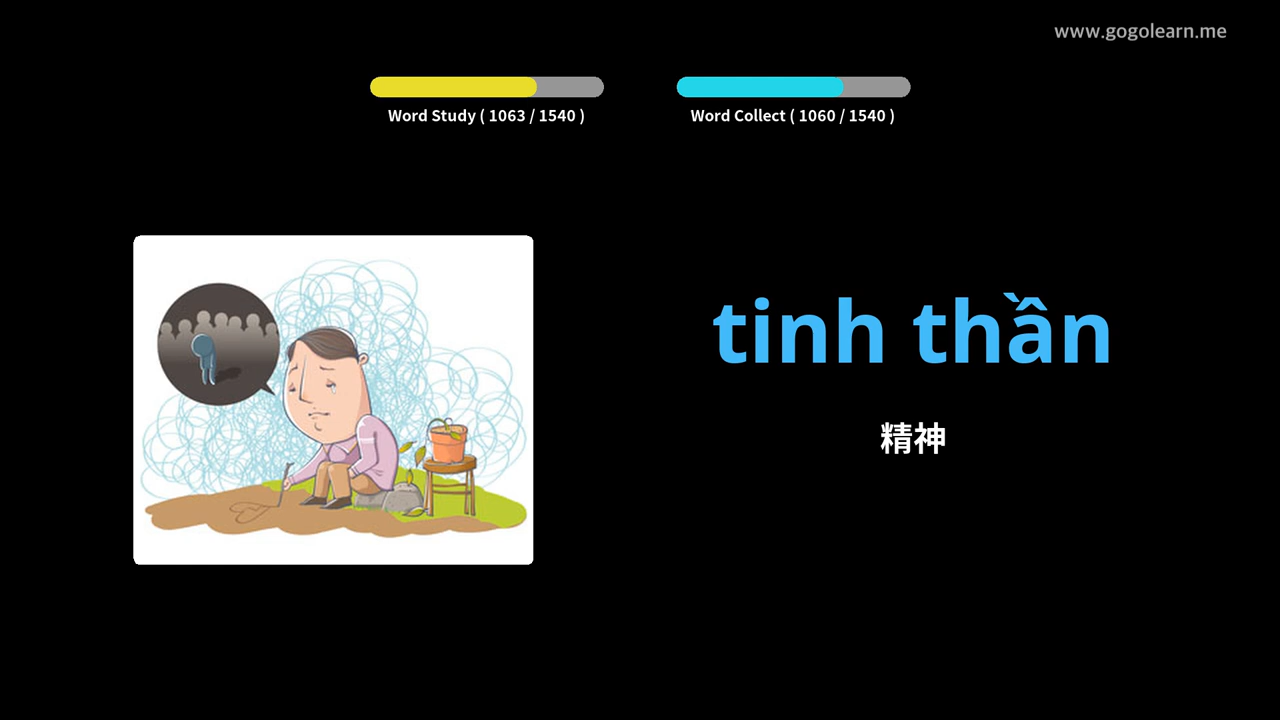 www.gogolearn.me
Word Study ( 1063 / 1540 )
Word Collect ( 1060 / 1540 )
tinh thần
精神